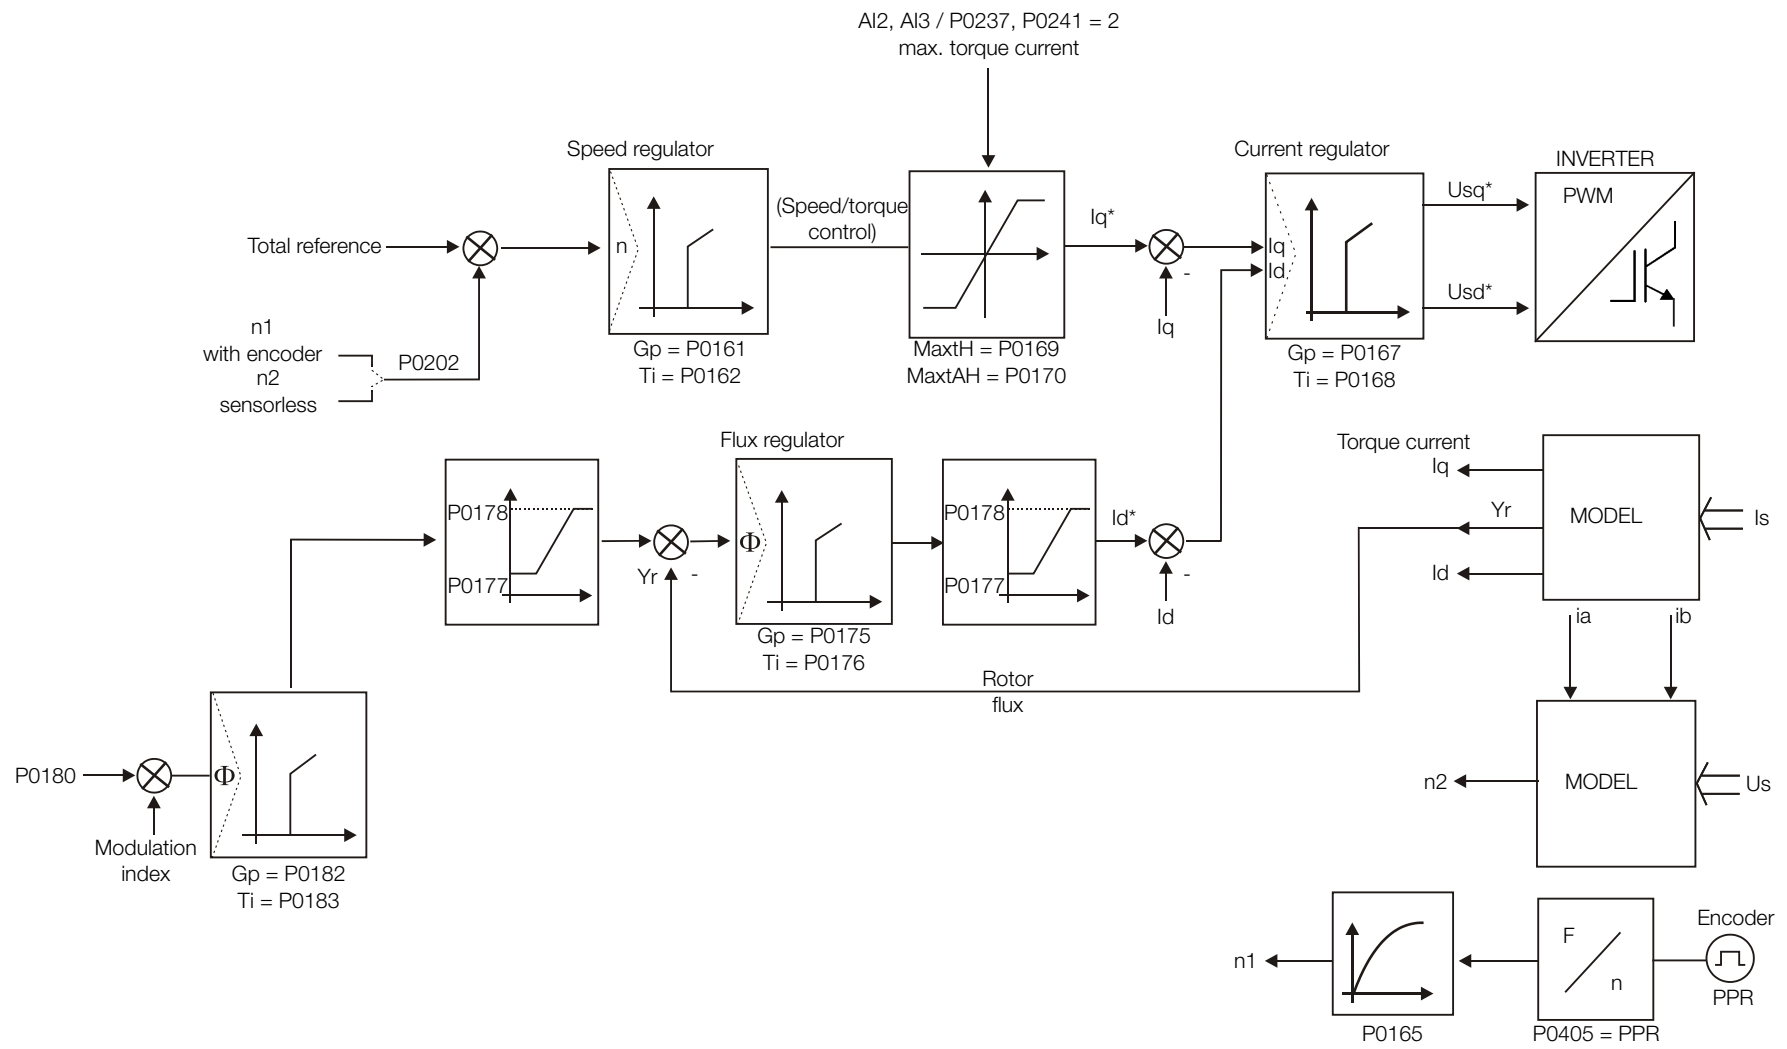 AI2, AI3 / P0237, P0241 = 2
max. torque current
Speed regulator
Current regulator
INVERTER
PWM
(Speed/torque
control)
Iq*
Usq*
Total reference
n
Iq
Id
-
Usd*
Iq
n1
with encoder
n2
sensorless
P0202
Gp = P0161
Ti = P0162
MaxtH = P0169
MaxtAH = P0170
Gp = P0167
Ti = P0168
Flux regulator
Torque current
Iq
P0178
P0177
Yr
-
Φ
P0178
P0177
Id*
-
Id
Yr
MODEL
Is
Id
Gp = P0175
Ti = P0176
ia
ib
Rotor
flux
P0180
Φ
Modulation
index
Gp = P0182
Ti = P0183
n2
MODEL
Us
Encoder
F
n
n1
PPR
P0165
P0405 = PPR